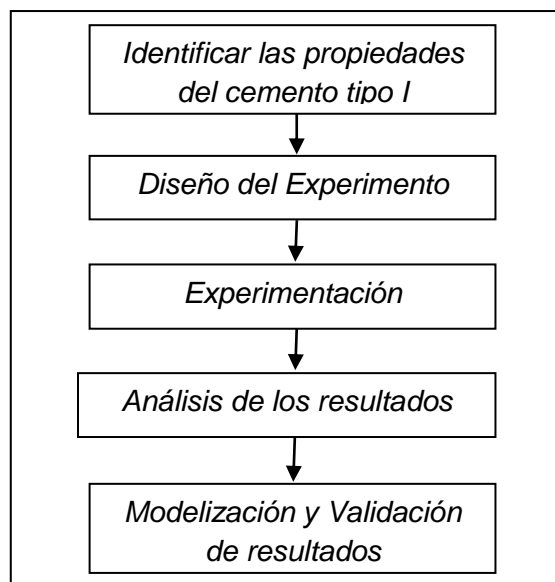 Identificar las propiedades
del cemento tipo I
Diseño del Experimento
Experimentación
Análisis de los resultados
Modelización y Validación
de resultados